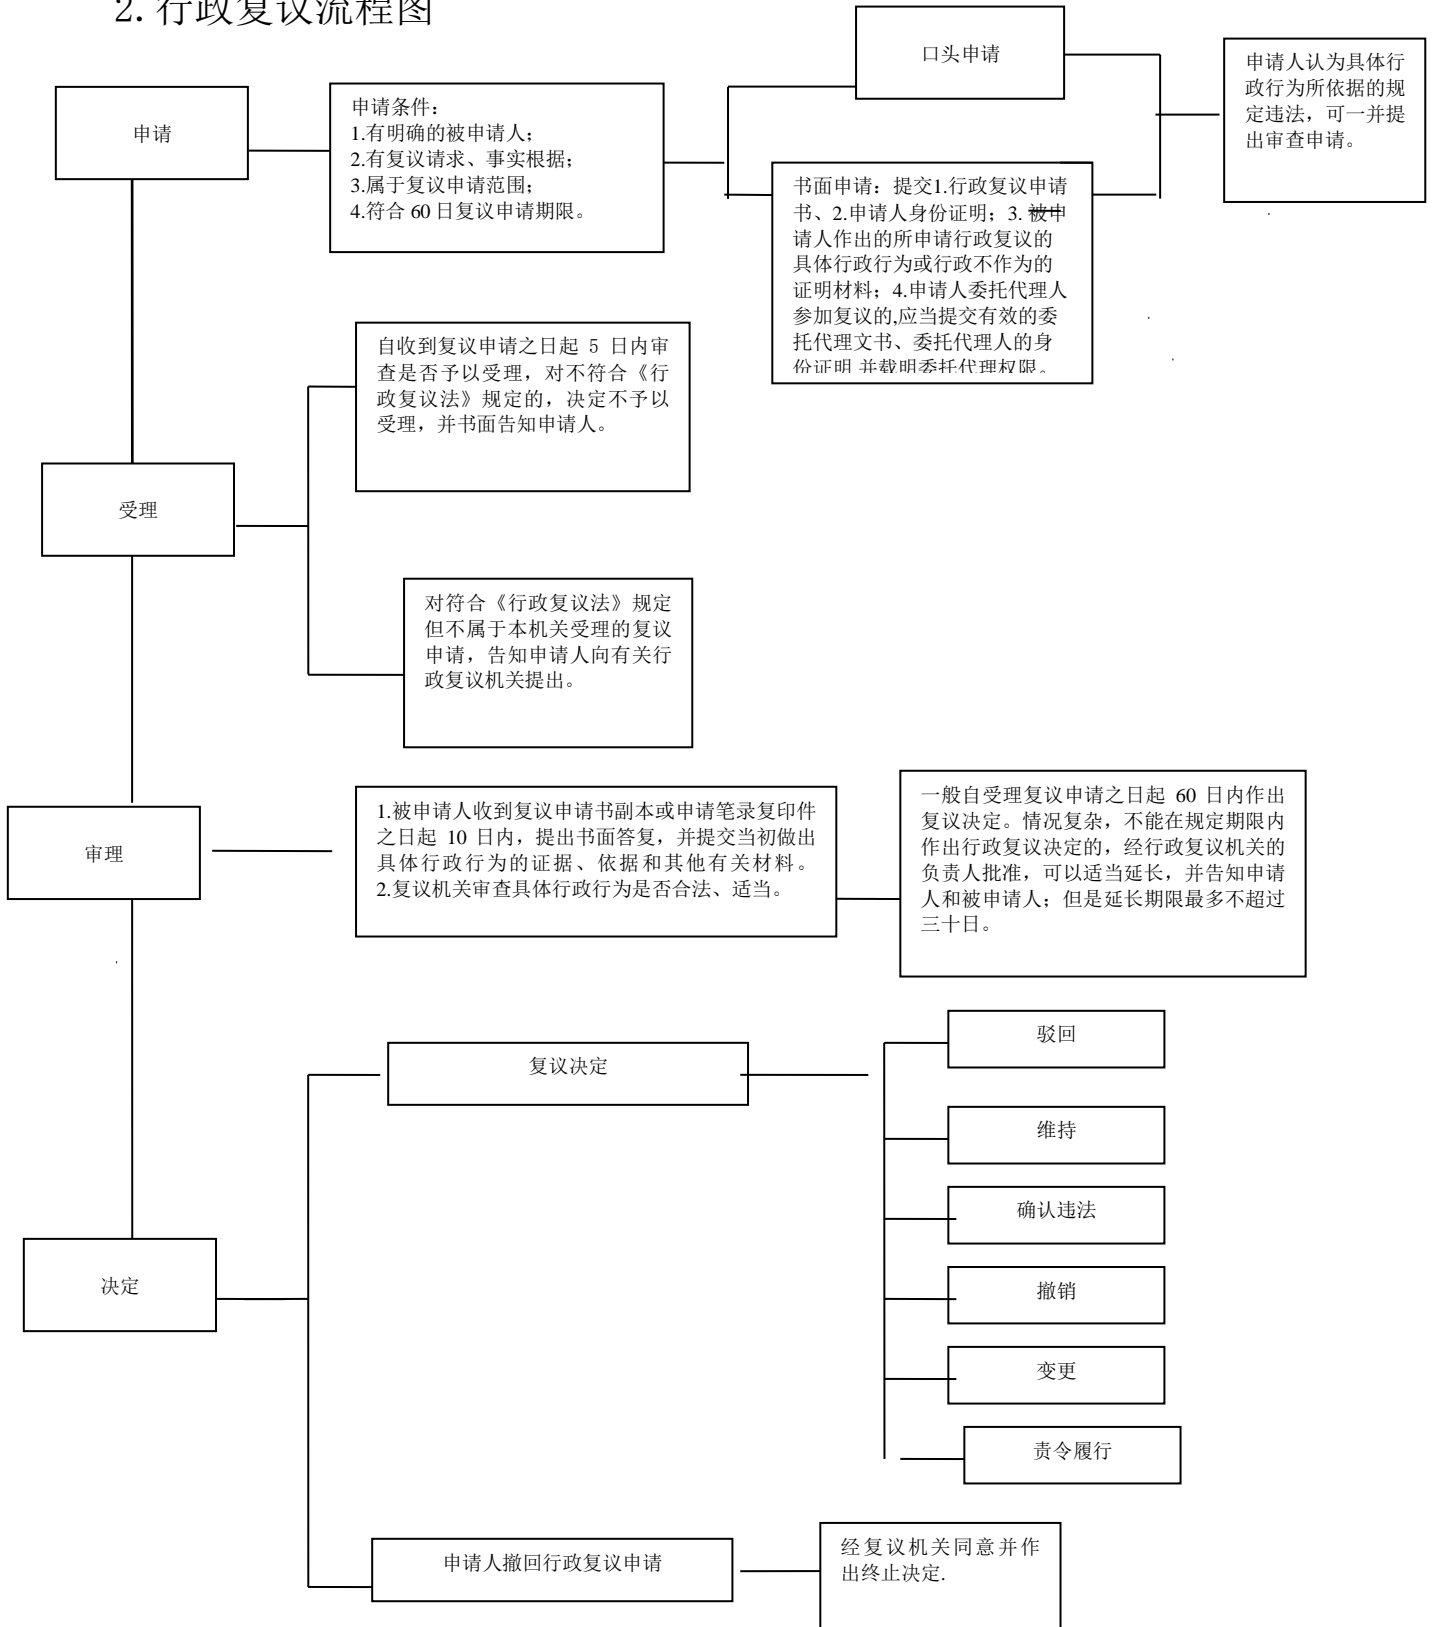 2.行政复议流程图
口头申请
申请人认为具体行
政行为所依据的规
定违法，可一并提
出审查申请。
申请
申请条件：
1.有明确的被申请人；
2.有复议请求、事实根据；
3.属于复议申请范围；
4.符合 60 日复议申请期限。
书面申请：提交1.行政复议申请
书、2.申请人身份证明；3. 被申
请人作出的所申请行政复议的
具体行政行为或行政不作为的
证明材料；4.申请人委托代理人
参加复议的,应当提交有效的委
托代理文书、委托代理人的身
份证明,并载明委托代理权限。
自收到复议申请之日起 5 日内审
查是否予以受理，对不符合《行
政复议法》规定的，决定不予以
受理，并书面告知申请人。
受理
对符合《行政复议法》规定
但不属于本机关受理的复议
申请，告知申请人向有关行
政复议机关提出。
审理
1.被申请人收到复议申请书副本或申请笔录复印件
之日起 10 日内，提出书面答复，并提交当初做出
具体行政行为的证据、依据和其他有关材料。
2.复议机关审查具体行政行为是否合法、适当。
一般自受理复议申请之日起 60 日内作出
复议决定。情况复杂，不能在规定期限内
作出行政复议决定的，经行政复议机关的
负责人批准，可以适当延长，并告知申请
人和被申请人；但是延长期限最多不超过
三十日。
复议决定
驳回
维持
确认违法
决定
撤销
变更
责令履行
申请人撤回行政复议申请
经复议机关同意并作
出终止决定.